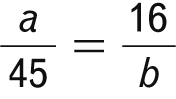 a/45 = 16/b